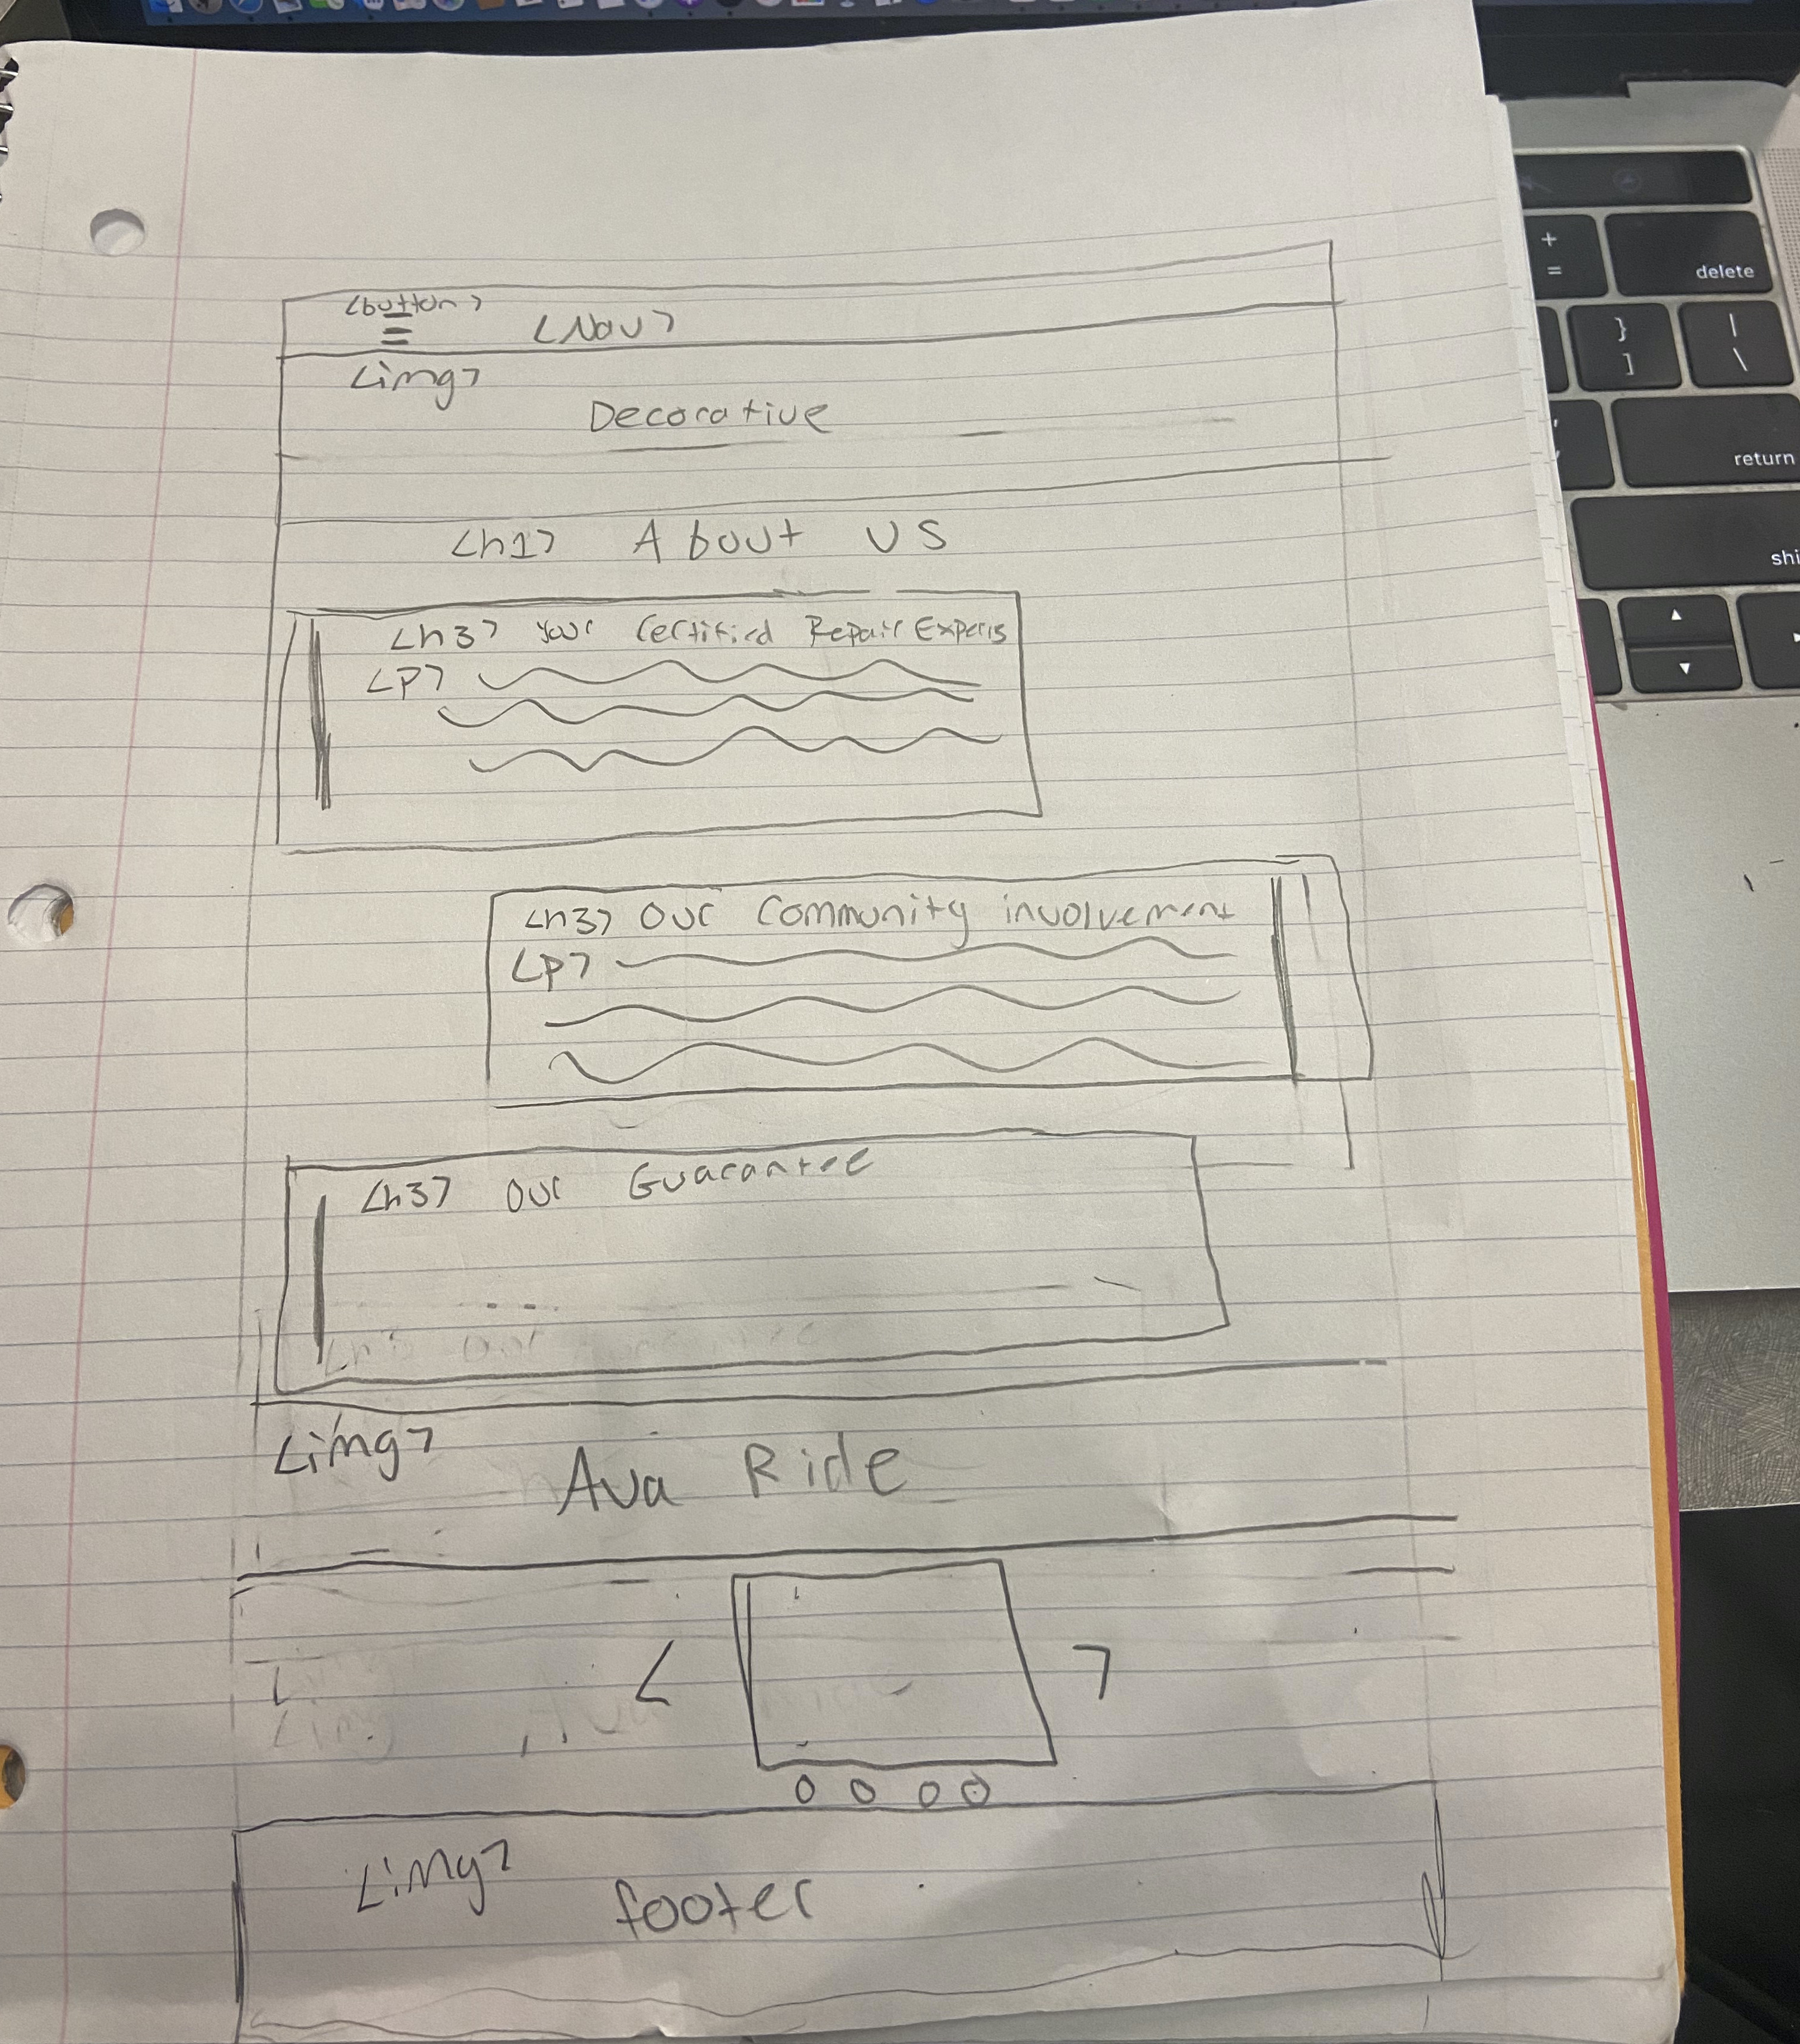 <button>
<Nav>
<img>
Decorative
<h1> About US
<h3> Your Certified Repair Experts
<p>
<h3> Our Community involvement
<p>
<h3> Our Guarantee
<img>
Ava Ride
< >
<img>
footer
+
=
delete
}
]
|
\
return
shi